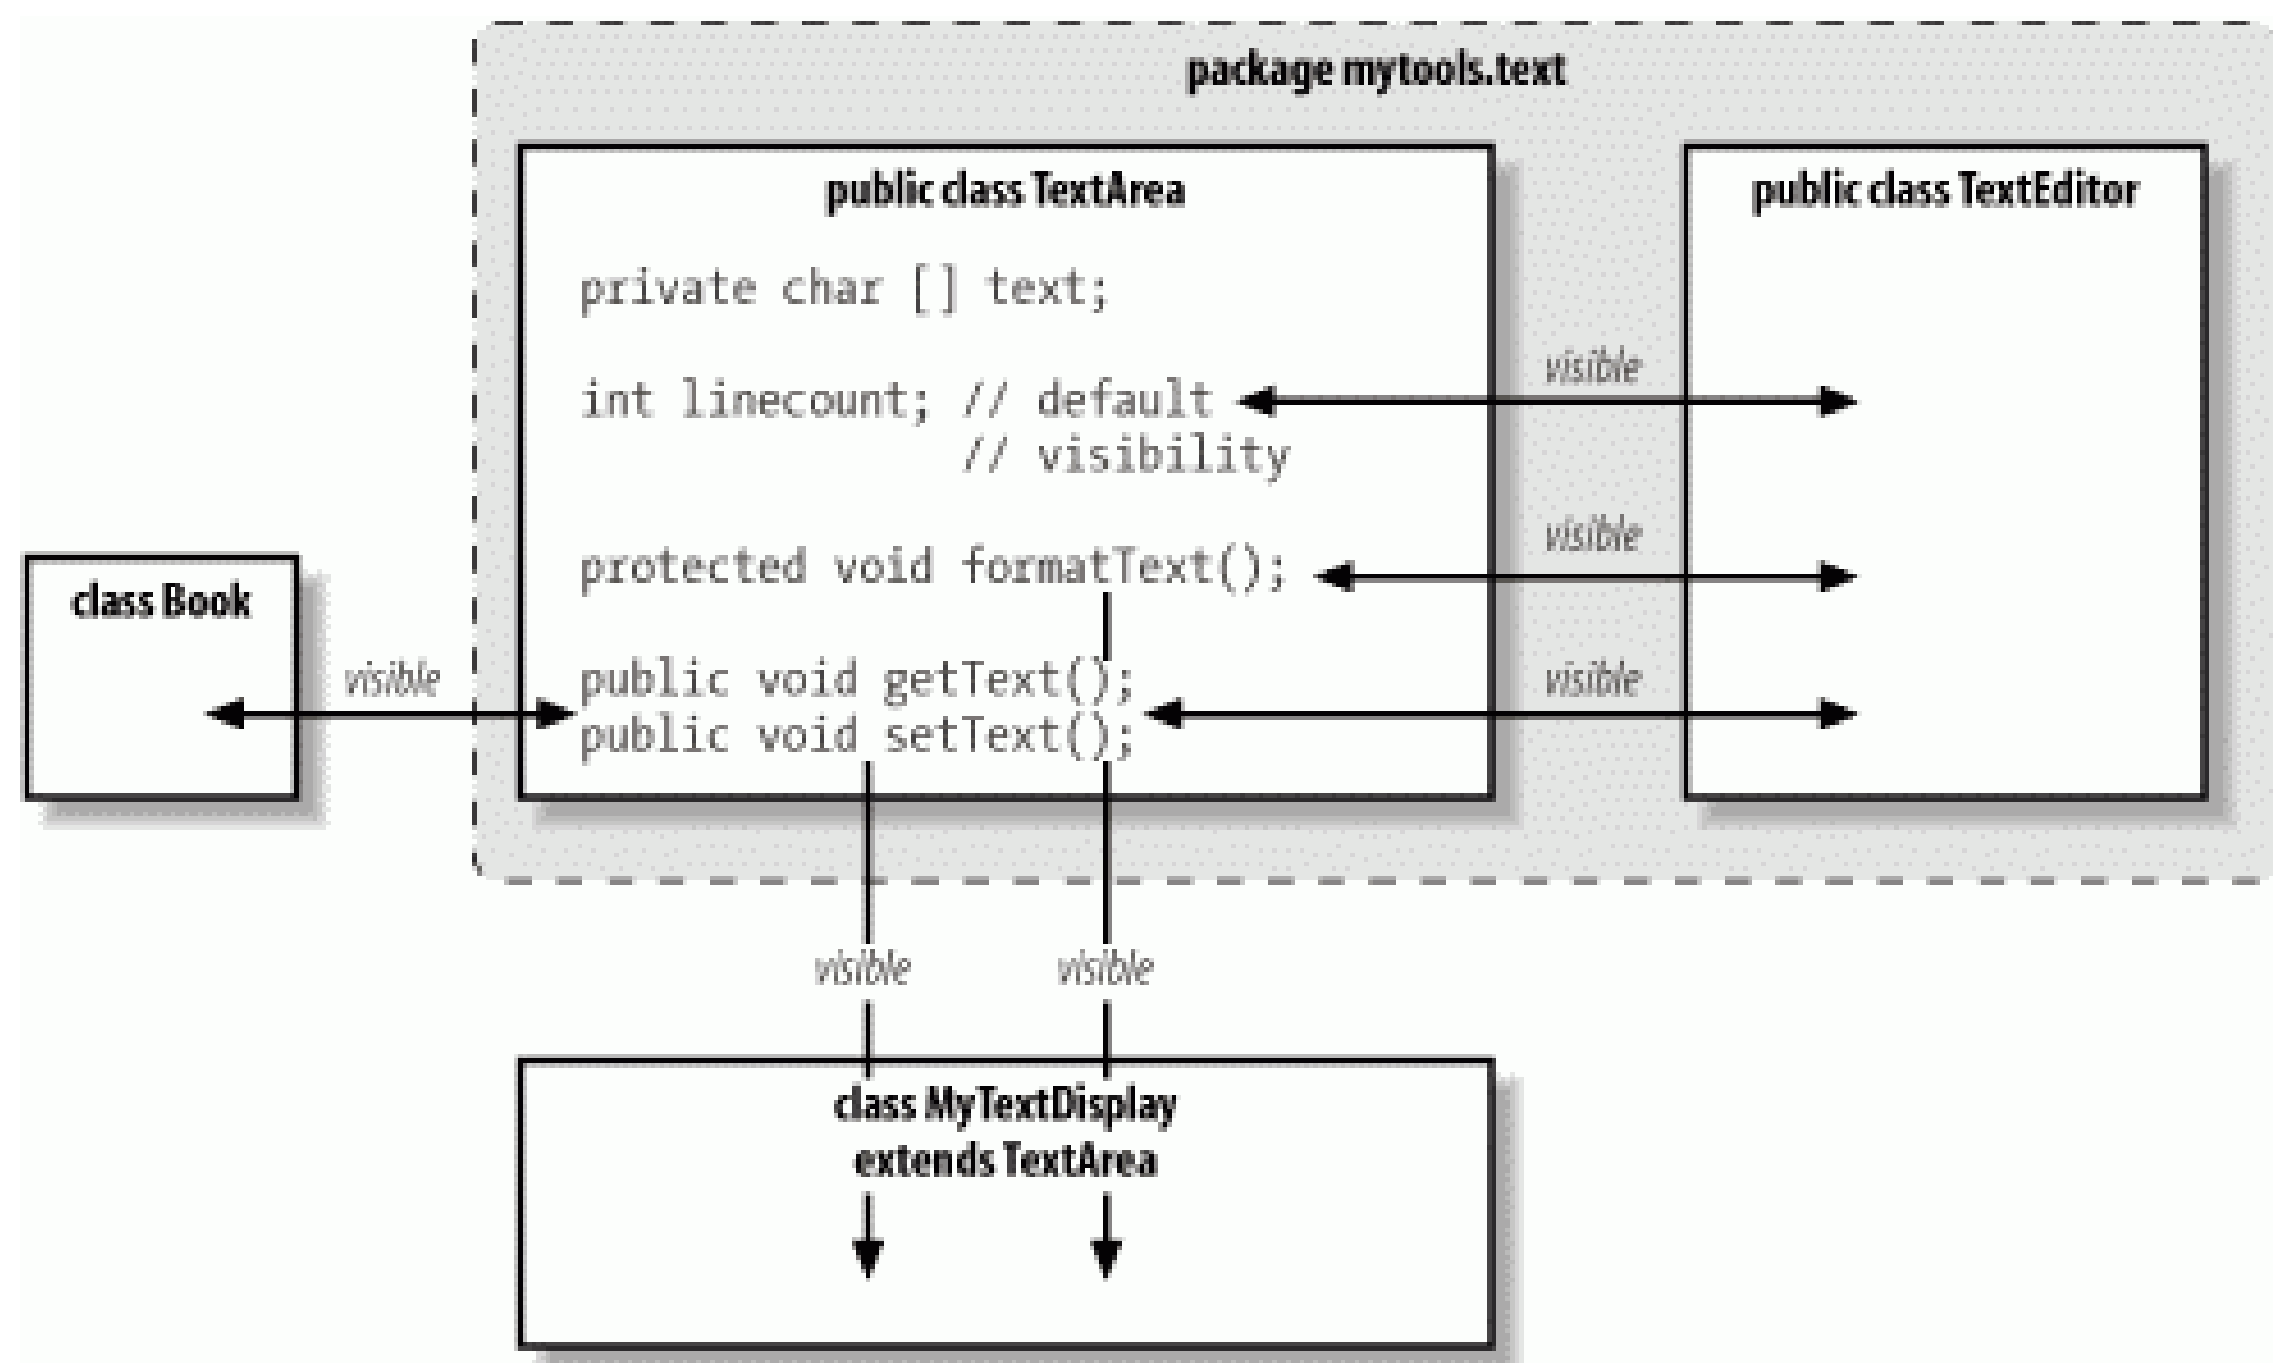 package mytools.text
public class TextArea
public class TextEditor
private char [] text;
visible
int linecount; // default
// visibility
visible
protected void formatText();
class Book
visible
visible
public void getText();
public void setText();
visible
visible
class MyTextDisplay
extends TextArea